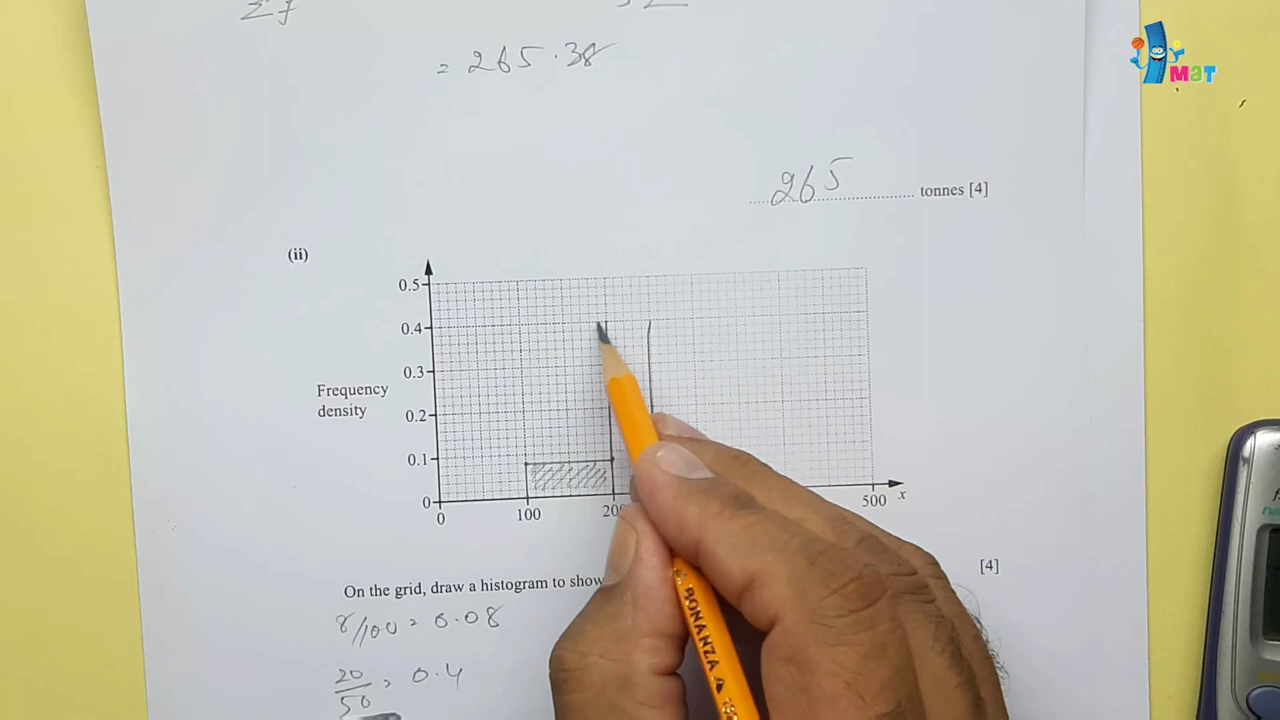 MaT
Σf
= 265.38
265 tonnes [4]
(ii)
0.5
0.4
0.3
Frequency
density
0.2
0.1
0
0
100
500
x
[4]
On the grid, draw a histogram to show
8/100 = 0.08
20/50 = 0.4
BONANZA